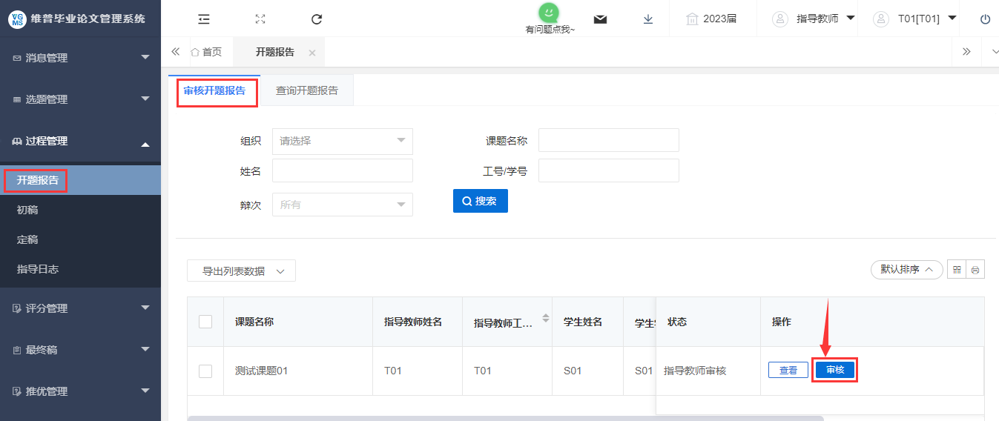 VG
MS
维普毕业论文管理系统
有问题点我~
2023届
指导教师
T01[T01]
首页
开题报告
消息管理
选题管理
过程管理
开题报告
初稿
定稿
指导日志
评分管理
最终稿
推优管理
审核开题报告
查询开题报告
组织
请选择
课题名称
姓名
工号/学号
辩次
所有
搜索
导出列表数据
默认排序
课题名称
指导教师姓名
指导教师工...
学生姓名
学生
状态
操作
测试课题01
T01
T01
S01
S01
指导教师审核
查看
审核